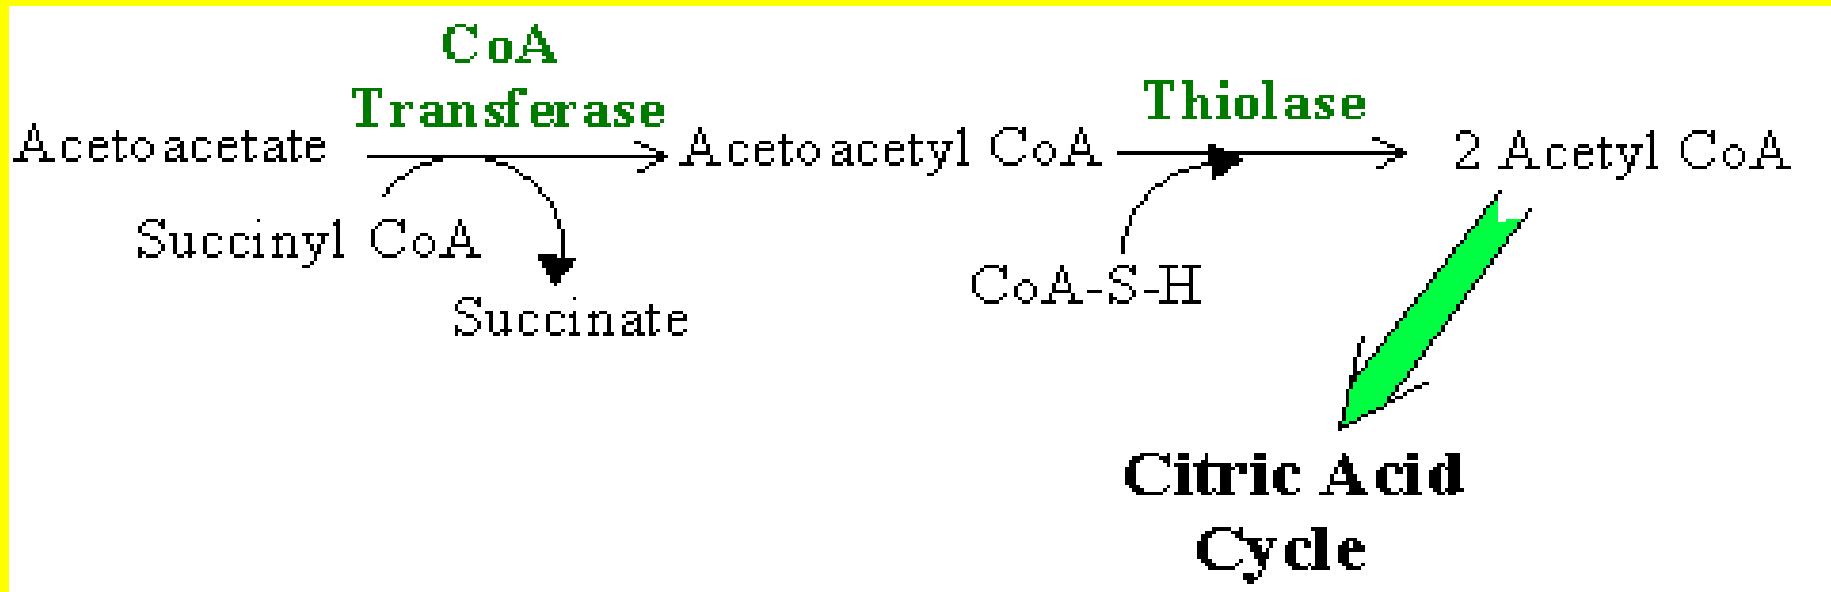 CoA
Transferase
Thiolase
Acetoacetate
Acetoacetyl CoA
2 Acetyl CoA
Succinyl CoA
CoA-S-H
Succinate
Citric Acid
Cycle